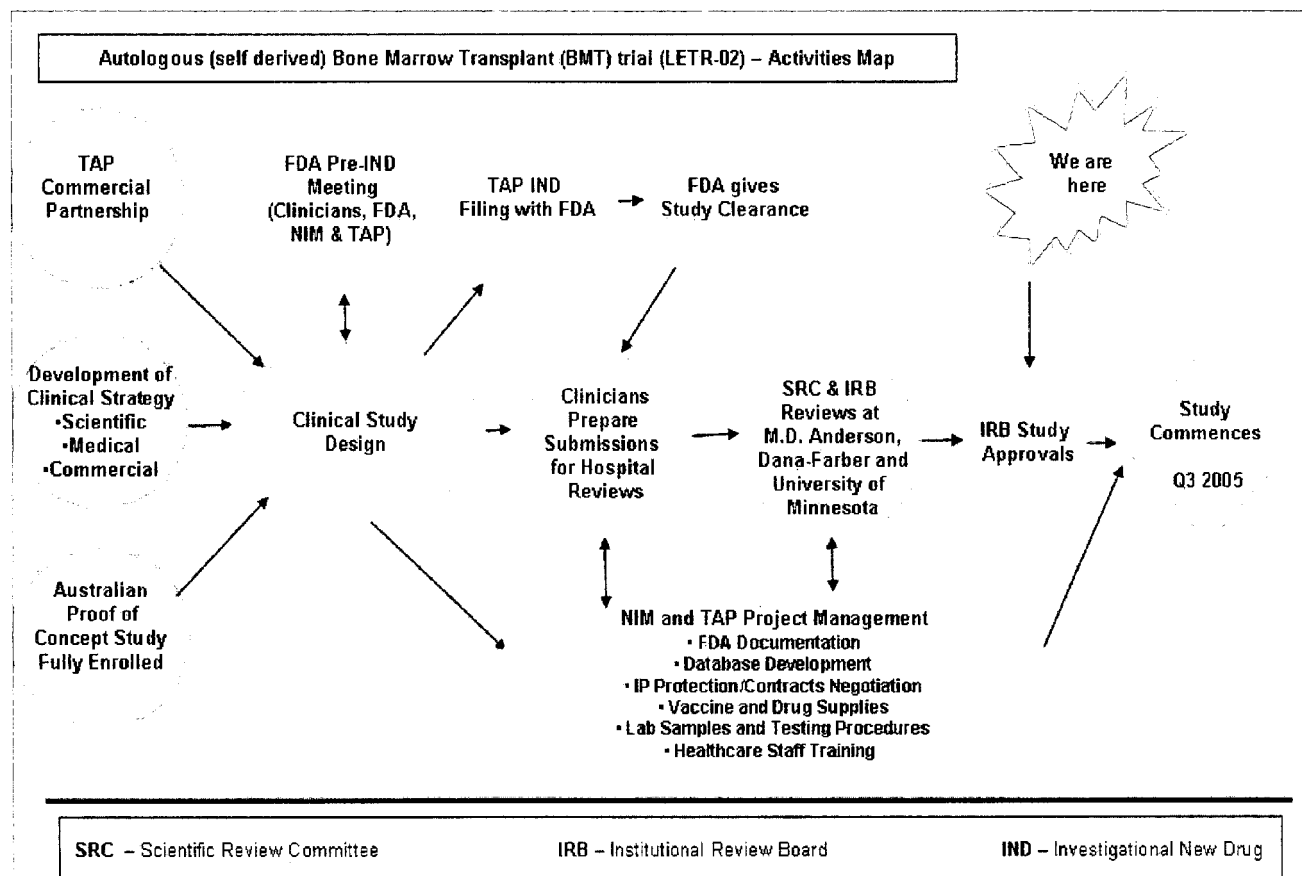 Autologous (self derived) Bone Marrow Transplant (BMT) trial (LETR-02) – Activities Map
TAP
Commercial
Partnership
FDA Pre-IND
Meeting
(Clinicians, FDA,
NIM & TAP)
TAP IND
Filing with FDA
FDA gives
Study Clearance
We are
here
Development of
Clinical Strategy
•Scientific
•Medical
•Commercial
Clinical Study
Design
Clinicians
Prepare
Submissions
for Hospital
Reviews
SRC & IRB
Reviews at
M.D. Anderson,
Dana-Farber and
University of
Minnesota
IRB Study
Approvals
Study
Commences
Q3 2005
Australian
Proof of
Concept Study
Fully Enrolled
NIM and TAP Project Management
• FDA Documentation
• Database Development
• IP Protection/Contracts Negotiation
• Vaccine and Drug Supplies
• Lab Samples and Testing Procedures
• Healthcare Staff Training
SRC – Scientific Review Committee
IRB – Institutional Review Board
IND – Investigational New Drug